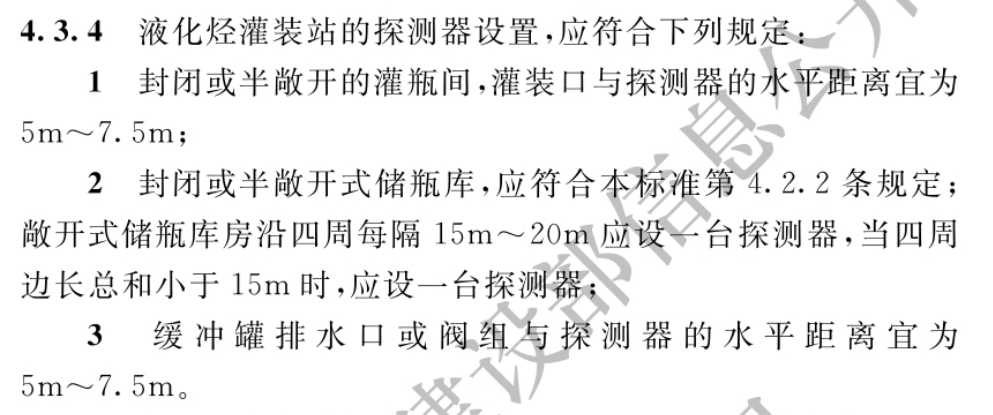 4.3.4 液化烃灌装站的探测器设置,应符合下列规定:
1 封闭或半敞开的灌瓶间,灌装口与探测器的水平距离宜为
5m～7.5m;
2 封闭或半敞开式储瓶库,应符合本标准第 4.2.2 条规定;
敞开式储瓶库房沿四周每隔 15m～20m 应设一台探测器,当四周
边长总和小于 15m 时,应设一台探测器;
3 缓冲罐排水口或阀组与探测器的水平距离宜为
5m～7.5m。
建设部信息公开